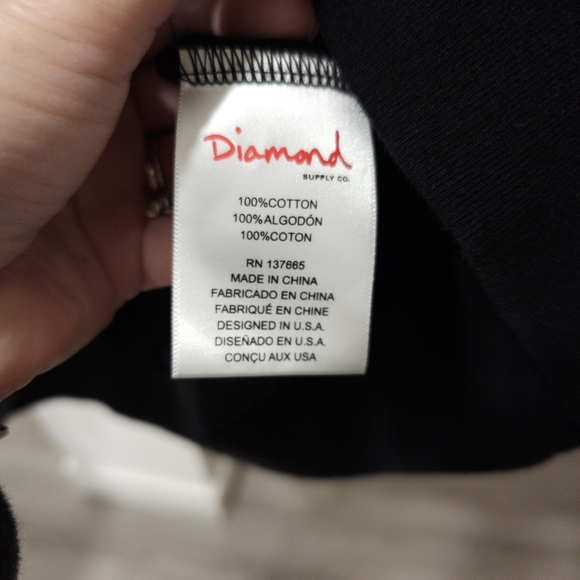 Diamond
SUPPLY CO.
100%COTTON
100%ALGODÓN
100%COTON
RN 137665
MADE IN CHINA
FABRICADO EN CHINA
FABRIQUÉ EN CHINE
DESIGNED IN U.S.A.
DISEÑADO EN U.S.A.
CONÇU AUX USA